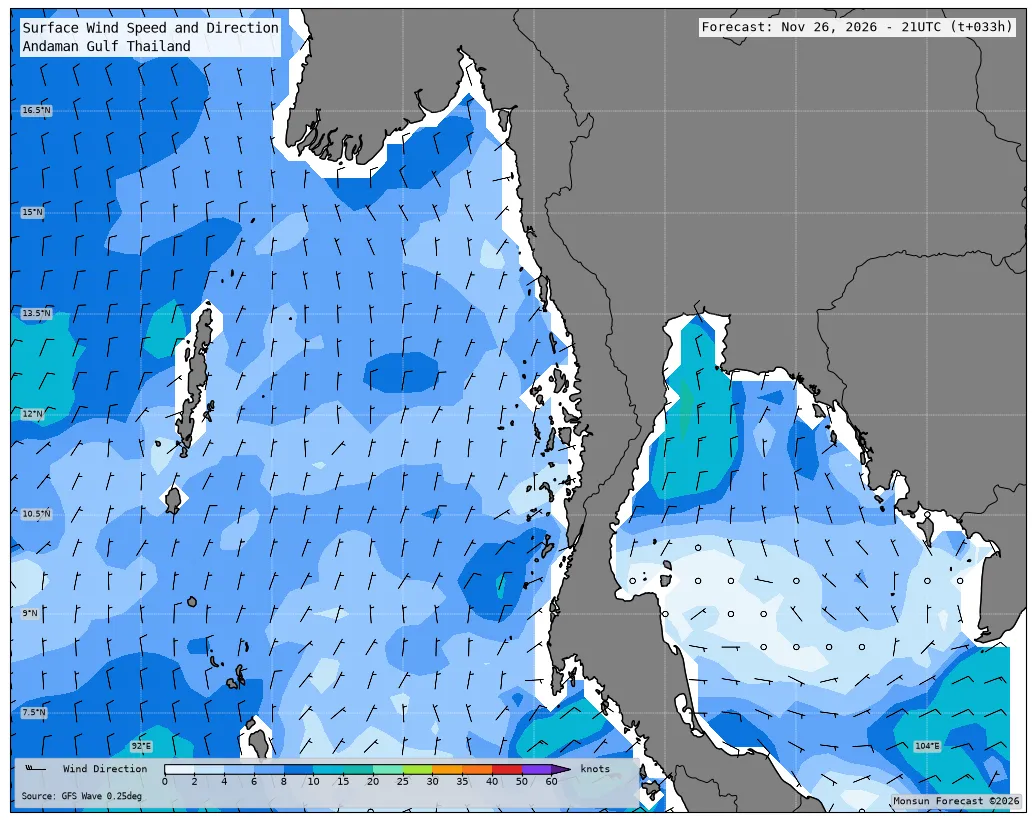 Surface Wind Speed and Direction
Andaman Gulf Thailand
Forecast: Nov 26, 2026 - 21UTC (t+033h)
16.5°N
15°N
13.5°N
12°N
10.5°N
9°N
7.5°N
92°E
104°E
Wind Direction
knots
0 2 4 6 8 10 15 20 25 30 35 40 50 60
Source: GFS Wave 0.25deg
Monsun Forecast ©2026